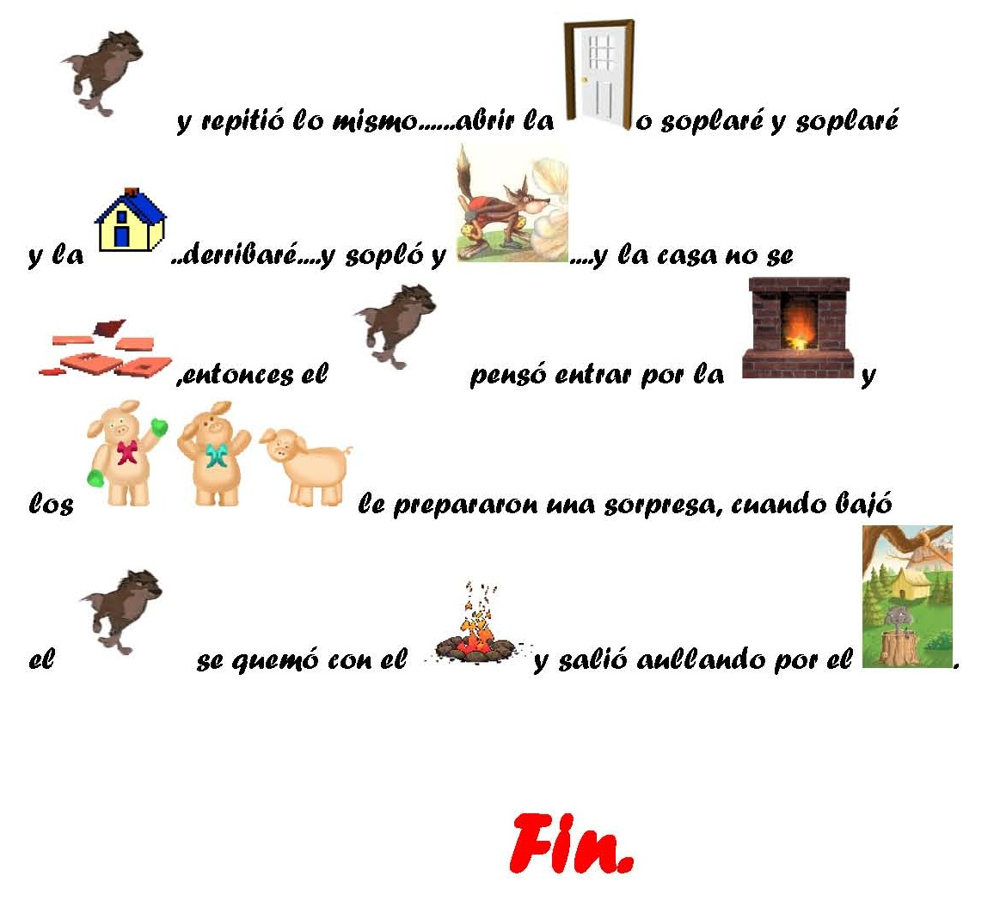 y repitió lo mismo......abrir la o soplaré y soplaré
y la ..derribaré....y sopló y ....y la casa no se
,entonces el pensó entrar por la y
los le prepararon una sorpresa, cuando bajó
el se quemó con el y salió aullando por el .
Fin.